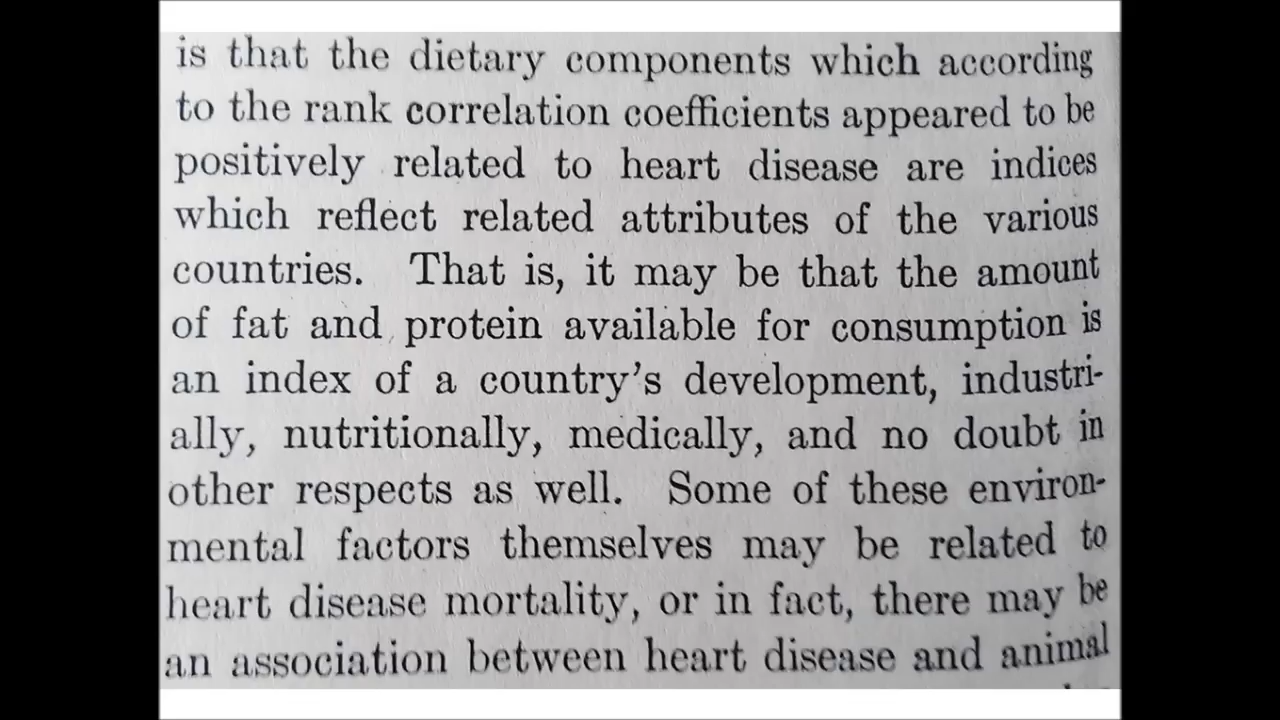 is that the dietary components which according
to the rank correlation coefficients appeared to be
positively related to heart disease are indices
which reflect related attributes of the various
countries. That is, it may be that the amount
of fat and protein available for consumption is
an index of a country's development, industri-
ally, nutritionally, medically, and no doubt in
other respects as well. Some of these environ-
mental factors themselves may be related to
heart disease mortality, or in fact, there may be
an association between heart disease and animal